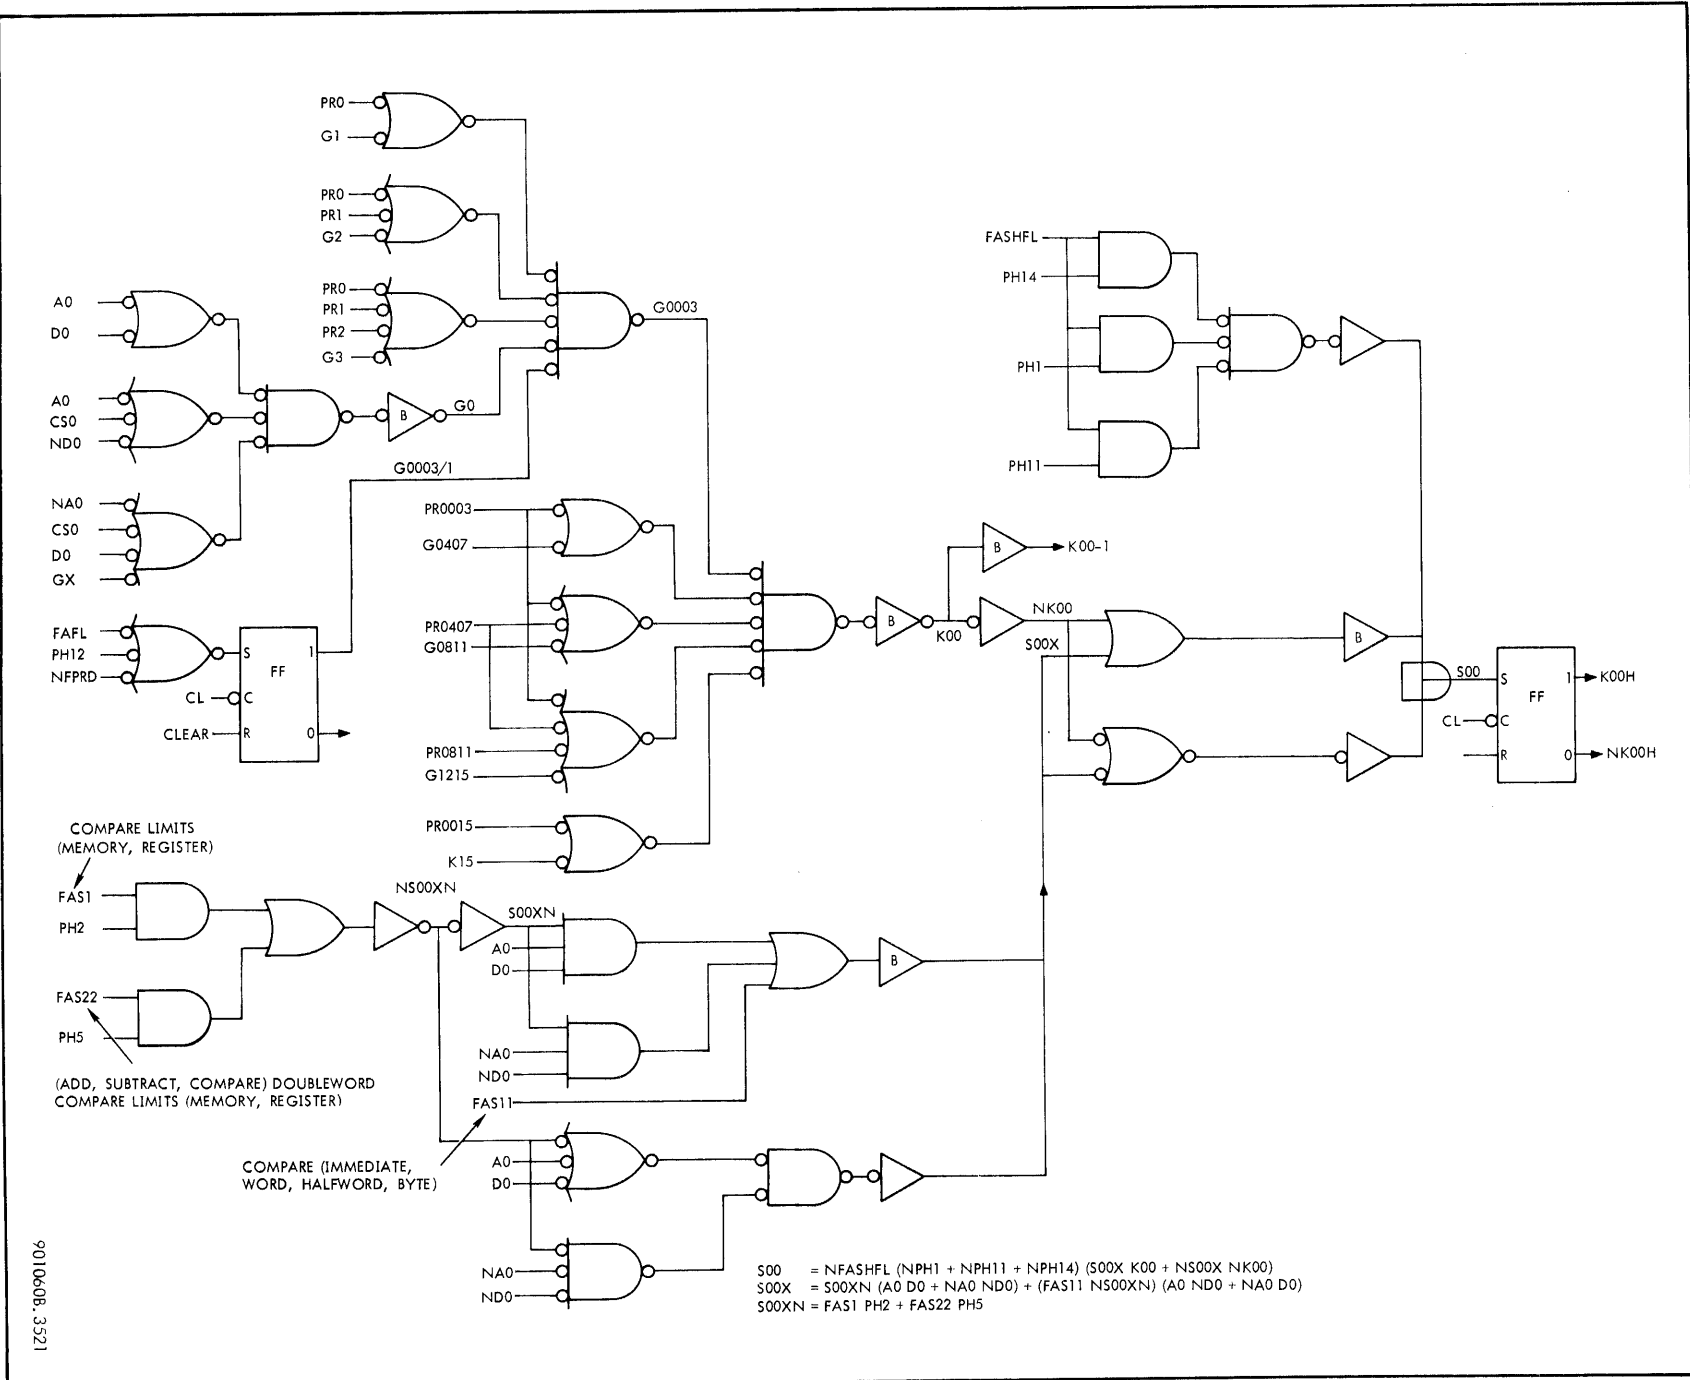 PR0
G1
PR0
PR1
G2
PR0
PR1
PR2
G3
G0003
A0
D0
A0
CS0
ND0
B
G0
G0003/1
NA0
CS0
D0
GX
FAFL
PH12
NFPRD
S
1
FF
CL
C
CLEAR
R
0
PR0003
G0407
PR0407
G0811
PR0811
G1215
PR0015
K15
B
K00
B
K00-1
NK00
S00X
FASHFL
PH14
PH1
PH11
B
S00
S
1
K00H
FF
CL
C
R
0
NK00H
COMPARE LIMITS
(MEMORY, REGISTER)
FAS1
PH2
FAS22
PH5
(ADD, SUBTRACT, COMPARE) DOUBLEWORD
COMPARE LIMITS (MEMORY, REGISTER)
NS00XN
S00XN
A0
D0
NA0
ND0
FAS11
B
COMPARE (IMMEDIATE,
WORD, HALFWORD, BYTE)
A0
D0
NA0
ND0
S00 = NFASHFL (NPH1 + NPH11 + NPH14) (S00X K00 + NS00X NK00)
S00X = S00XN (A0 D0 + NA0 ND0) + (FAS11 NS00XN) (A0 ND0 + NA0 D0)
S00XN = FAS1 PH2 + FAS22 PH5
901060B. 3521